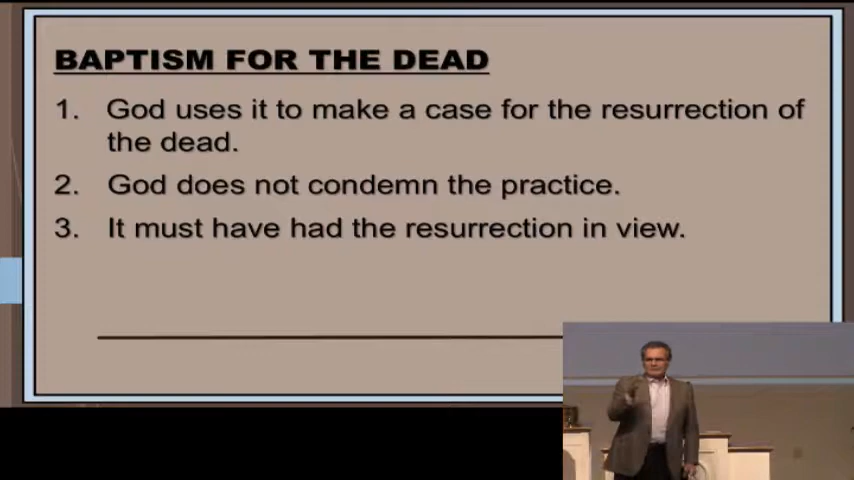 BAPTISM FOR THE DEAD
1. God uses it to make a case for the resurrection of
the dead.
2. God does not condemn the practice.
3. It must have had the resurrection in view.